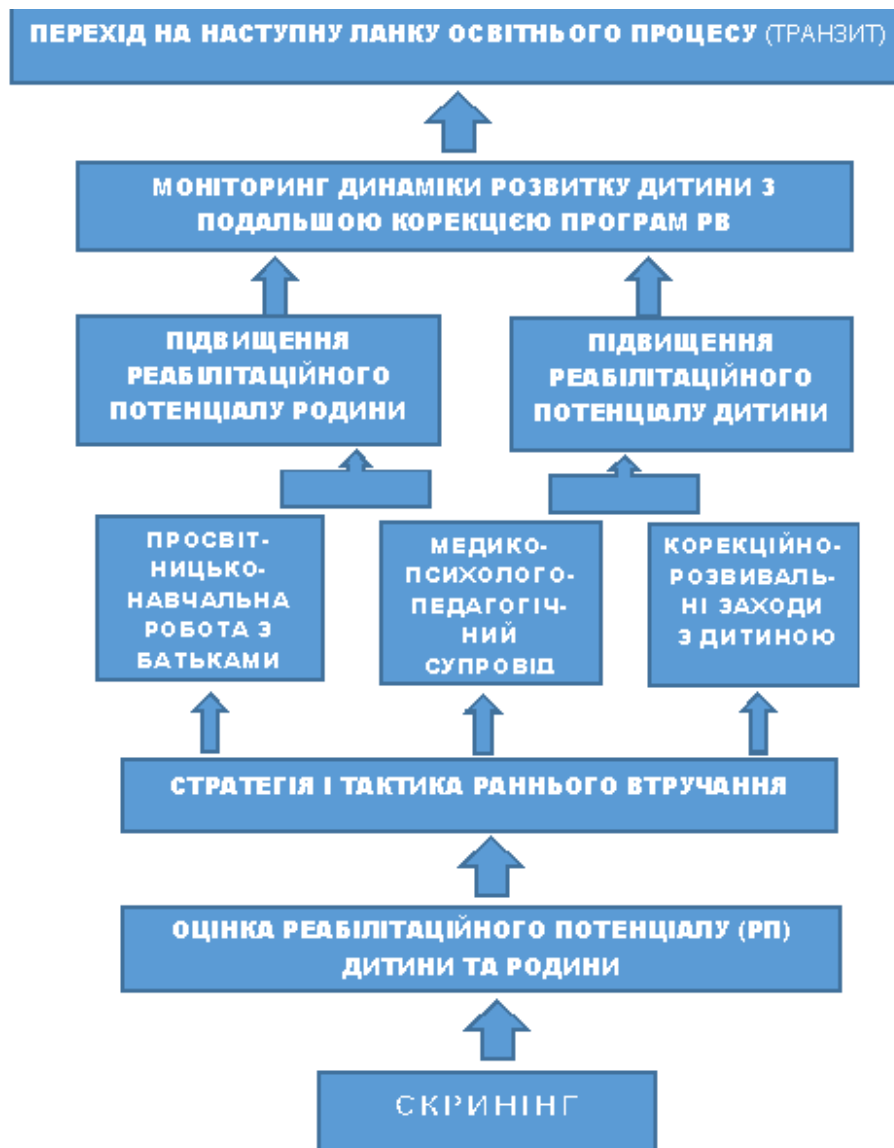 ПЕРЕХІД НА НАСТУПНУ ЛАНКУ ОСВІТНЬОГО ПРОЦЕСУ (ТРАНЗИТ)
МОНІТОРИНГ ДИНАМІКИ РОЗВИТКУ ДИТИНИ З
ПОДАЛЬШОЮ КОРЕКЦІЄЮ ПРОГРАМ РВ
ПІДВИЩЕННЯ
РЕАБІЛІТАЦІЙНОГО
ПОТЕНЦІАЛУ РОДИНИ
ПІДВИЩЕННЯ
РЕАБІЛІТАЦІЙНОГО
ПОТЕНЦІАЛУ ДИТИНИ
ПРОСВІТ-
НИЦЬКО-
НАВЧАЛЬНА
РОБОТА З
БАТЬКАМИ
МЕДИКО-
ПСИХОЛОГО-
ПЕДАГОГІЧ-
НИЙ
СУПРОВІД
КОРЕКЦІЙНО-
РОЗВИВАЛЬ-
НІ ЗАХОДИ
З ДИТИНОЮ
СТРАТЕГІЯ І ТАКТИКА РАННЬОГО ВТРУЧАННЯ
ОЦІНКА РЕАБІЛІТАЦІЙНОГО ПОТЕНЦІАЛУ (РП)
ДИТИНИ ТА РОДИНИ
СКРИНІНГ